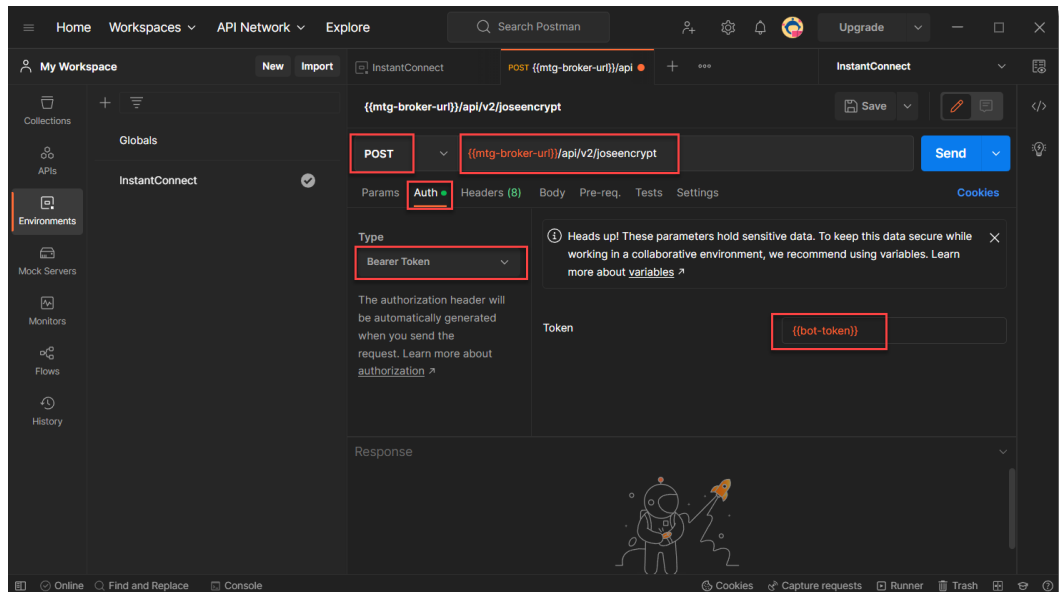 Home Workspaces API Network Explore Search Postman Upgrade
My Workspace New Import InstantConnect POST {{mtg-broker-url}}/api InstantConnect
Collections
{{mtg-broker-url}}/api/v2/joseencrypt Save
Globals
APIs
POST {{mtg-broker-url}}/api/v2/joseencrypt Send
InstantConnect
Params Auth Headers (8) Body Pre-req. Tests Settings Cookies
Environments
Mock Servers
Monitors
Flows
History
Type
Bearer Token
The authorization header will
be automatically generated
when you send the
request. Learn more about
authorization
Heads up! These parameters hold sensitive data. To keep this data secure while
working in a collaborative environment, we recommend using variables. Learn
more about variables
Token {{bot-token}}
Response
Online Find and Replace Console Cookies Capture requests Runner Trash